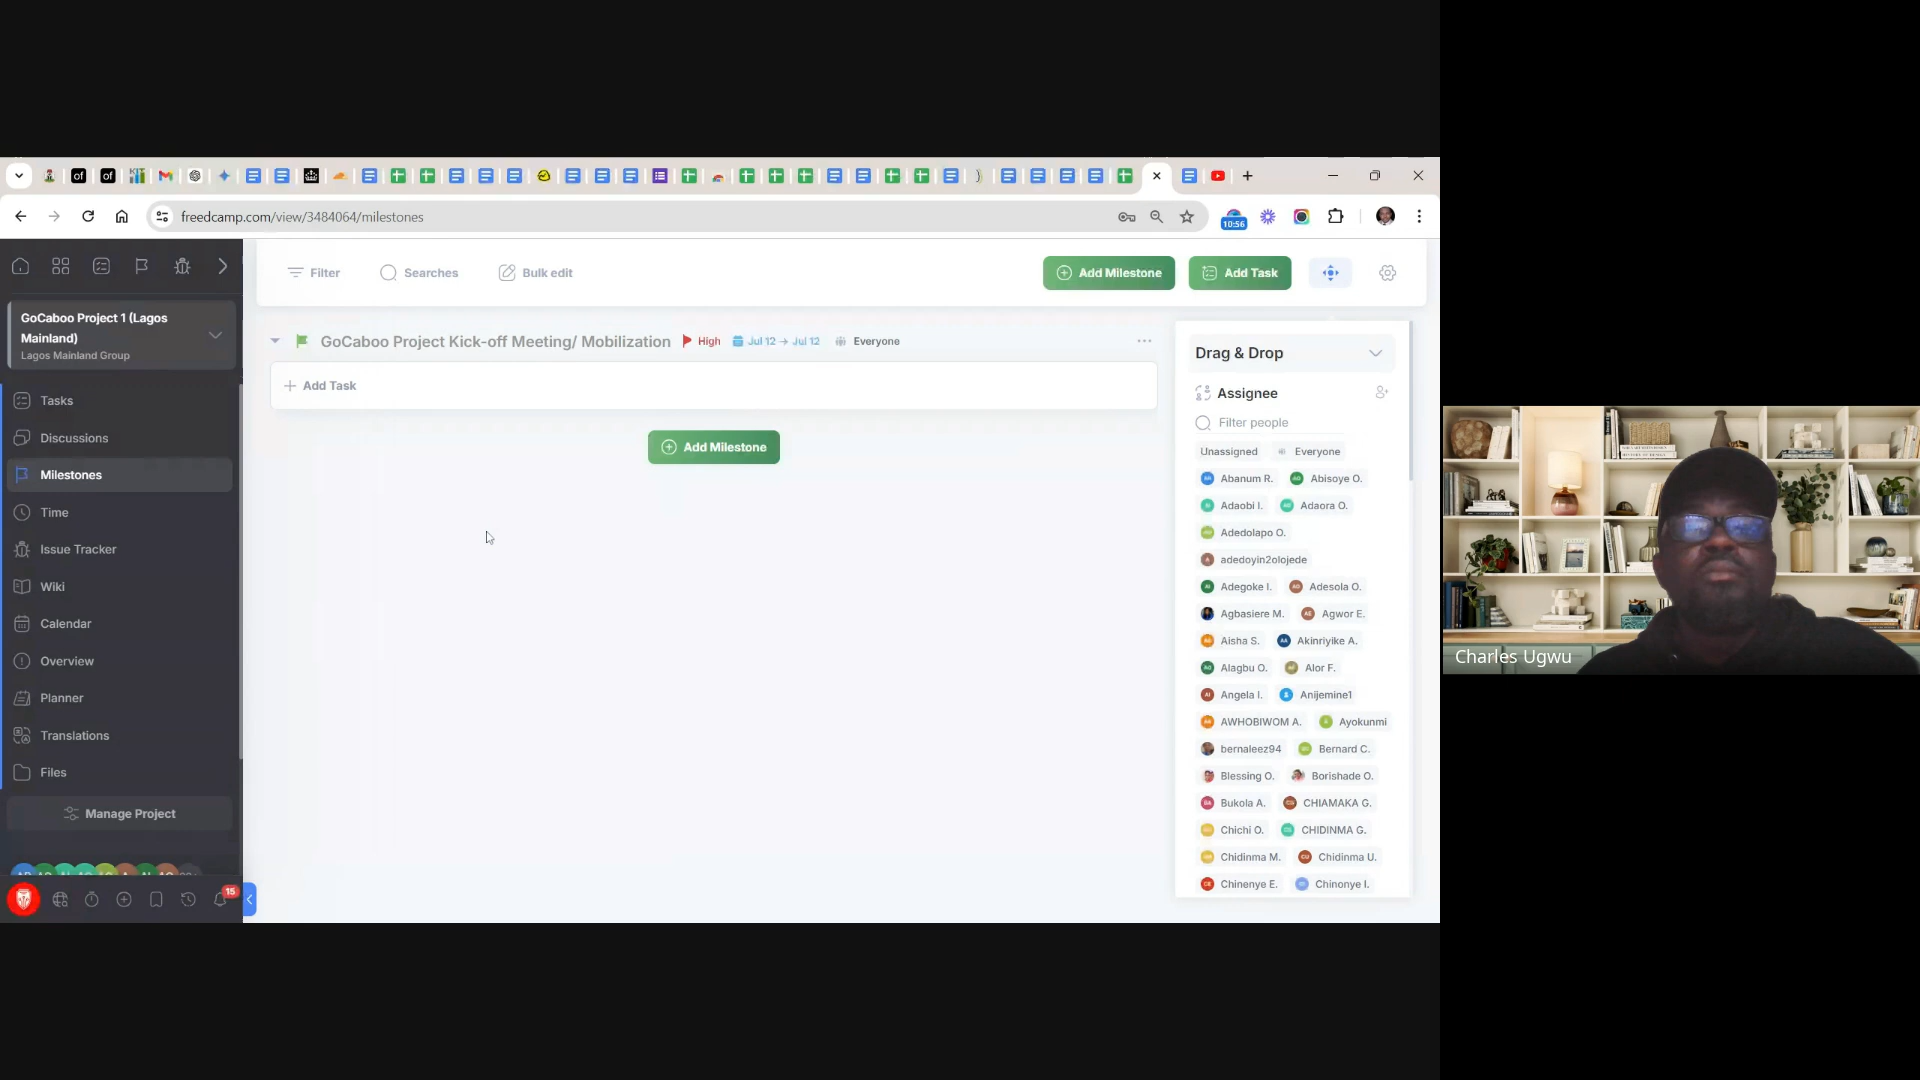 of
of
KIT
freedcamp.com/view/3484064/milestones
10:56
GoCaboo Project 1 (Lagos
Mainland)
Lagos Mainland Group
Tasks
Discussions
Milestones
Time
Issue Tracker
Wiki
Calendar
Overview
Planner
Translations
Files
Manage Project
15
Filter
Searches
Bulk edit
Add Milestone
Add Task
GoCaboo Project Kick-off Meeting/ Mobilization
High
Jul 12 → Jul 12
Everyone
+ Add Task
Add Milestone
Drag & Drop
Assignee
Filter people
Unassigned Everyone
Abanum R. Abisoye O.
Adaobi I. Adaora O.
Adedolapo O.
adedoyin2olojede
Adegoke I. Adesola O.
Agbasiere M. Agwor E.
Aisha S. Akinriyike A.
Alagbu O. Alor F.
Angela I. Anijemine1
AWHOBIWOM A. Ayokunmi
bernaleez94 Bernard C.
Blessing O. Borishade O.
Bukola A. CHIAMAKA G.
Chichi O. CHIDINMA G.
Chidinma M. Chidinma U.
Chinenye E. Chinonye I.
Charles Ugwu